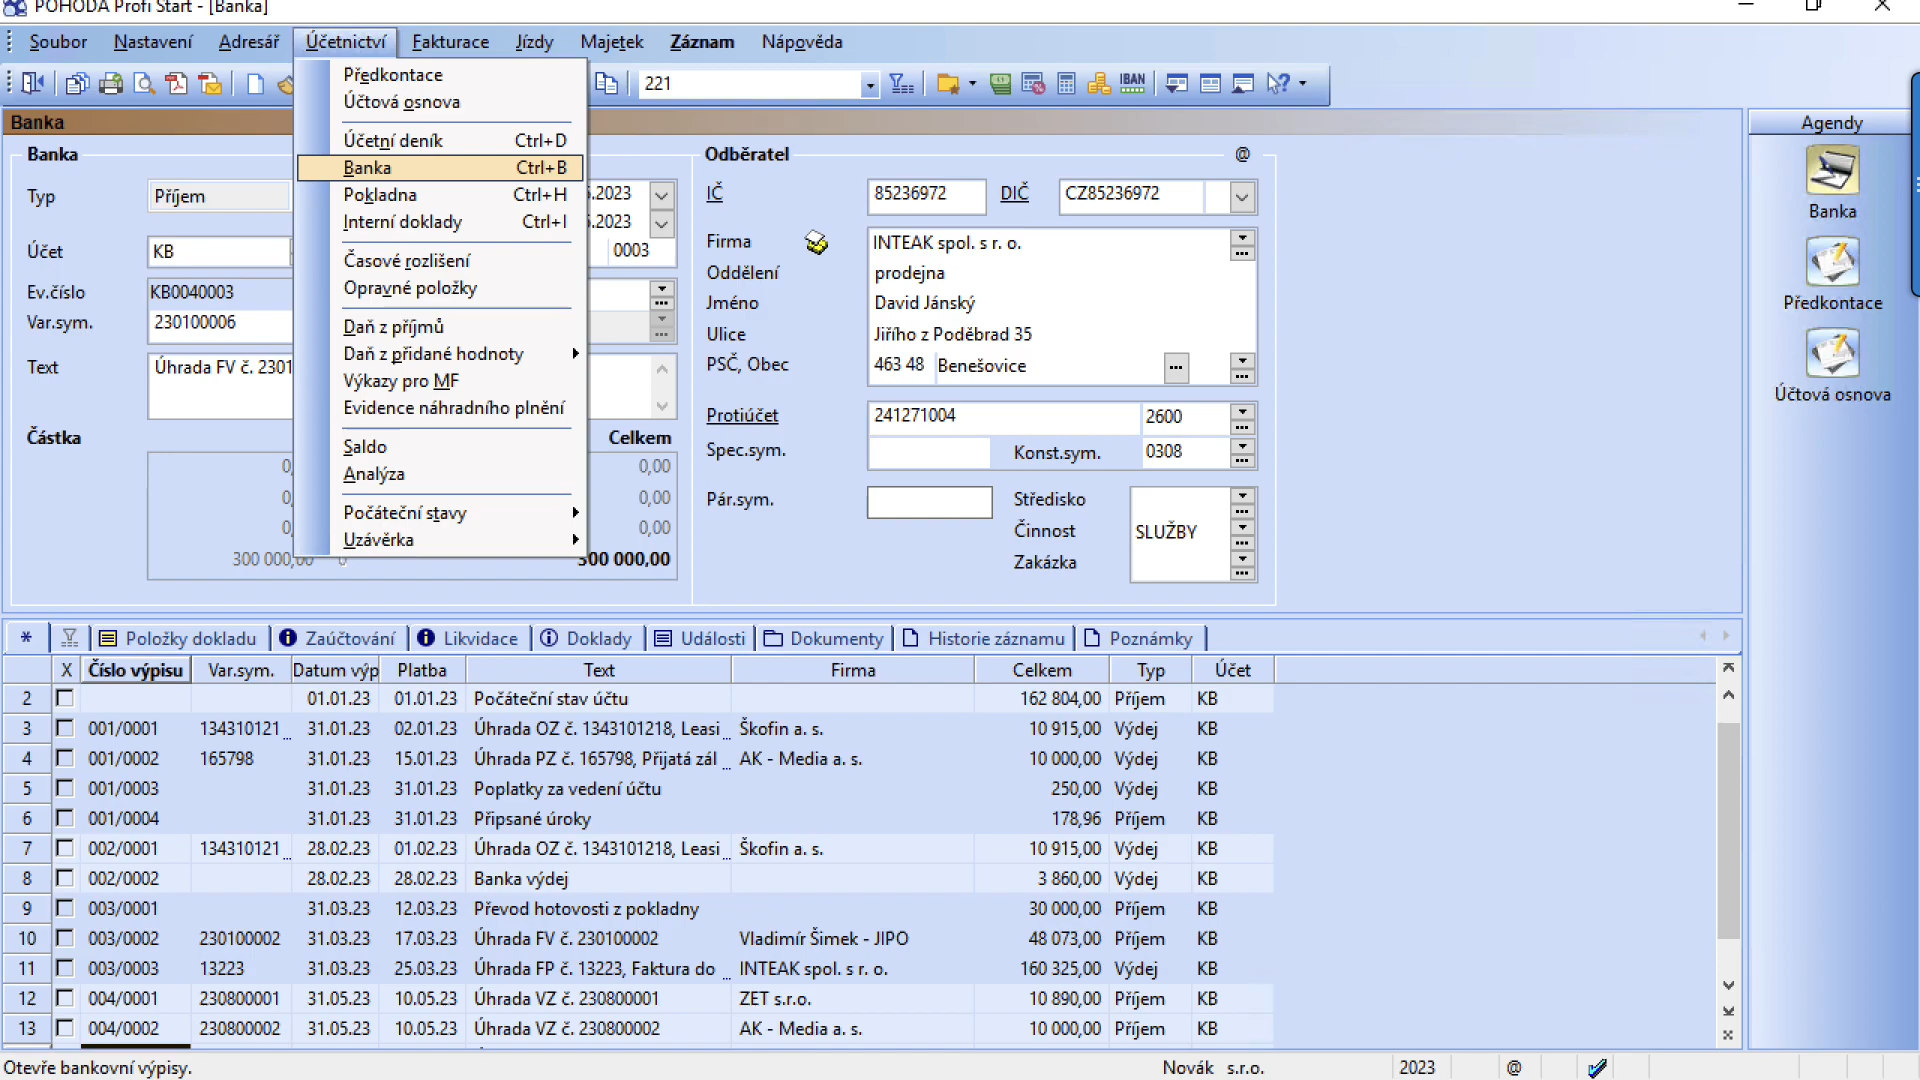 POHODA Profi Start - [Banka]
Soubor Nastavení Adresář Účetnictví Fakturace Jízdy Majetek Záznam Nápověda
221
IBAN
Předkontace
Účtová osnova
Účetní deník Ctrl+D
Banka Ctrl+B
Pokladna Ctrl+H
Interní doklady Ctrl+I
Časové rozlišení
Opravné položky
Daň z příjmů
Daň z přidané hodnoty
Výkazy pro MF
Evidence náhradního plnění
Saldo
Analýza
Počáteční stavy
Uzávěrka
Banka
Banka
Typ Příjem .2023
.2023
Účet KB 0003
Ev.číslo KB0040003
Var.sym. 230100006
Text Úhrada FV č. 2301
Částka Celkem
0, 0,00
0, 0,00
0, 0,00
300 000,00 0 300 000,00
Odběratel @
IČ 85236972 DIČ CZ85236972
Firma INTEAK spol. s r. o.
Oddělení prodejna
Jméno David Jánský
Ulice Jiřího z Poděbrad 35
PSČ, Obec 463 48 Benešovice
Protiúčet 241271004 2600
Spec.sym. Konst.sym. 0308
Pár.sym. Středisko
Činnost SLUŽBY
Zakázka
Agendy
Banka
Předkontace
Účtová osnova
* Položky dokladu Zaúčtování Likvidace Doklady Události Dokumenty Historie záznamu Poznámky
X Číslo výpisu Var.sym. Datum výp Platba Text Firma Celkem Typ Účet
2 01.01.23 01.01.23 Počáteční stav účtu 162 804,00 Příjem KB
3 001/0001 134310121... 31.01.23 02.01.23 Úhrada OZ č. 1343101218, Leasi... Škofin a. s. 10 915,00 Výdej KB
4 001/0002 165798 31.01.23 15.01.23 Úhrada PZ č. 165798, Přijatá zál... AK - Media a. s. 10 000,00 Výdej KB
5 001/0003 31.01.23 31.01.23 Poplatky za vedení účtu 250,00 Výdej KB
6 001/0004 31.01.23 31.01.23 Připsané úroky 178,96 Příjem KB
7 002/0001 134310121... 28.02.23 01.02.23 Úhrada OZ č. 1343101218, Leasi... Škofin a. s. 10 915,00 Výdej KB
8 002/0002 28.02.23 28.02.23 Banka výdej 3 860,00 Výdej KB
9 003/0001 31.03.23 12.03.23 Převod hotovosti z pokladny 30 000,00 Příjem KB
10 003/0002 230100002 31.03.23 17.03.23 Úhrada FV č. 230100002 Vladimír Šimek - JIPO 48 073,00 Příjem KB
11 003/0003 13223 31.03.23 25.03.23 Úhrada FP č. 13223, Faktura do... INTEAK spol. s r. o. 160 325,00 Výdej KB
12 004/0001 230800001 31.05.23 10.05.23 Úhrada VZ č. 230800001 ZET s.r.o. 10 890,00 Příjem KB
13 004/0002 230800002 31.05.23 10.05.23 Úhrada VZ č. 230800002 AK - Media a. s. 10 000,00 Příjem KB
Otevře bankovní výpisy. Novák s.r.o. 2023 @